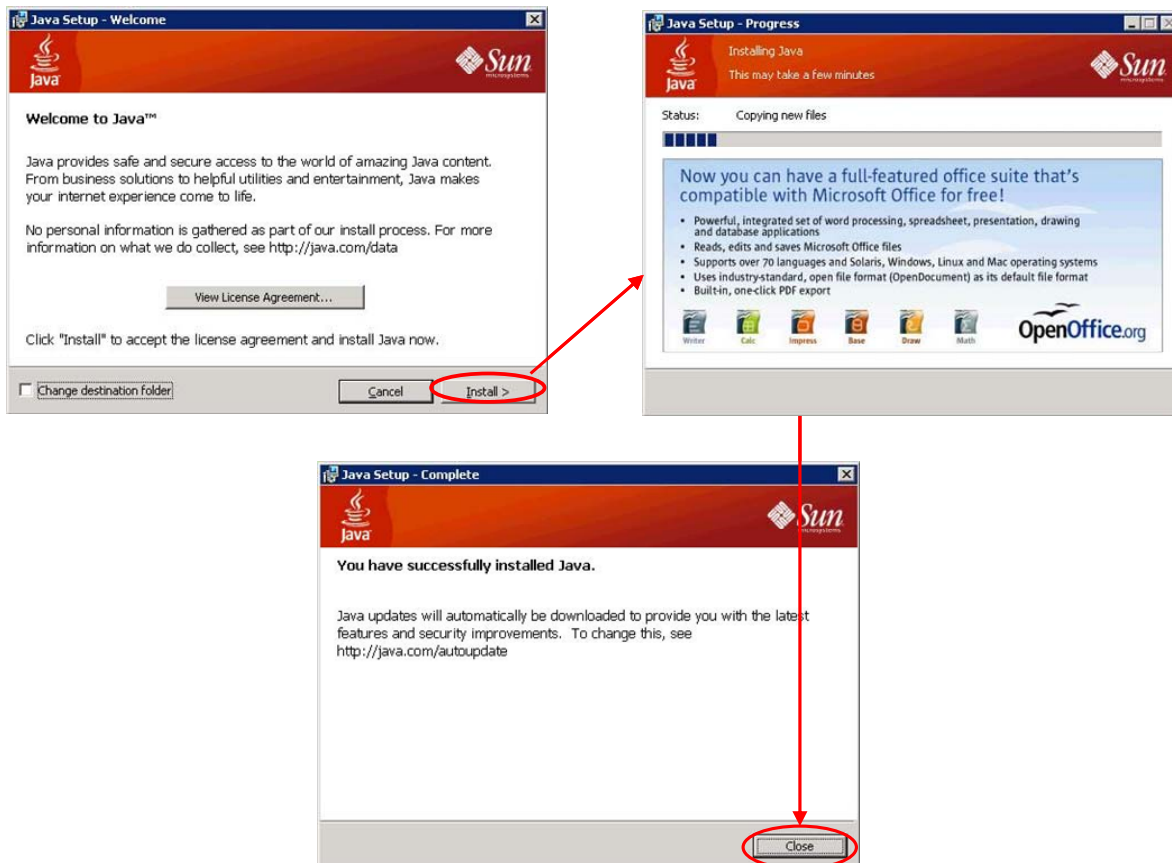 Java Setup - Welcome
Java
Sun
microsystems
Welcome to Java™
Java provides safe and secure access to the world of amazing Java content.
From business solutions to helpful utilities and entertainment, Java makes
your internet experience come to life.
No personal information is gathered as part of our install process. For more
information on what we do collect, see http://java.com/data
View License Agreement...
Click "Install" to accept the license agreement and install Java now.
Change destination folder
Cancel
Install >
Java Setup - Progress
Java
Installing Java
This may take a few minutes
Sun
microsystems
Status: Copying new files
Now you can have a full-featured office suite that's
compatible with Microsoft Office for free!
• Powerful, integrated set of word processing, spreadsheet, presentation, drawing
and database applications
• Reads, edits and saves Microsoft Office files
• Supports over 70 languages and Solaris, Windows, Linux and Mac operating systems
• Uses industry-standard, open file format (OpenDocument) as its default file format
• Built-in, one-click PDF export
Writer Calc Impress Base Draw Math
OpenOffice.org
Java Setup - Complete
Java
Sun
microsystems
You have successfully installed Java.
Java updates will automatically be downloaded to provide you with the latest
features and security improvements. To change this, see
http://java.com/autoupdate
Close